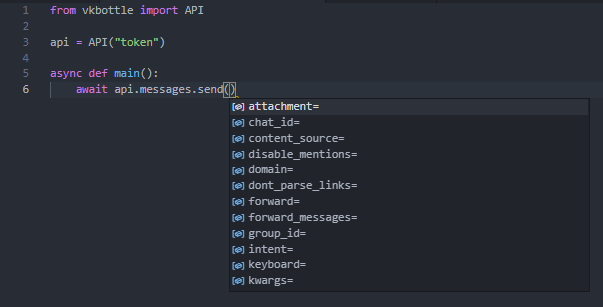 1 from vkbottle import API
2
3 api = API("token")
4
5 async def main():
6 await api.messages.send()
attachment=
chat_id=
content_source=
disable_mentions=
domain=
dont_parse_links=
forward=
forward_messages=
group_id=
intent=
keyboard=
kwargs=